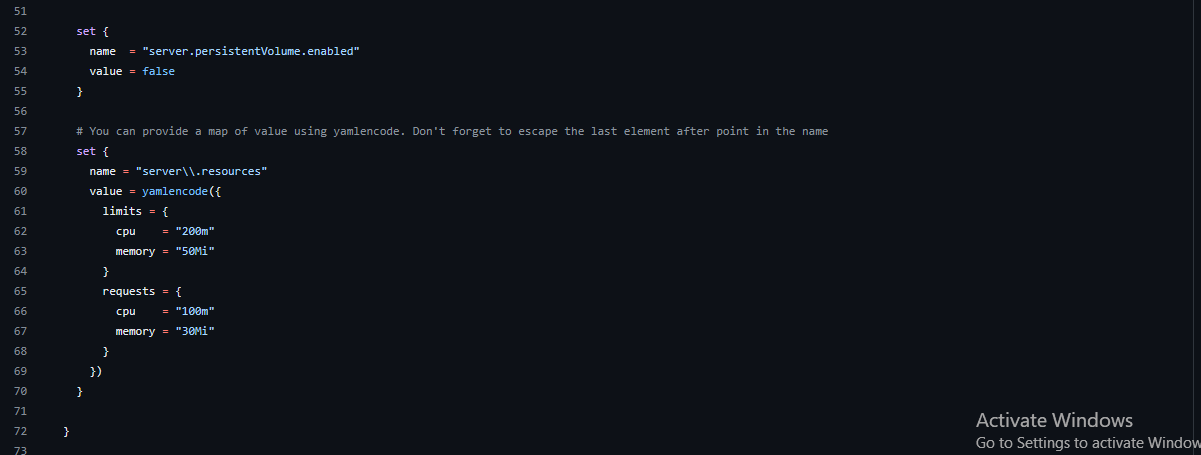 51
52 set {
53 name = "server.persistentVolume.enabled"
54 value = false
55 }
56
57 # You can provide a map of value using yamlencode. Don't forget to escape the last element after point in the name
58 set {
59 name = "server\\.resources"
60 value = yamlencode({
61 limits = {
62 cpu = "200m"
63 memory = "50Mi"
64 }
65 requests = {
66 cpu = "100m"
67 memory = "30Mi"
68 }
69 })
70 }
71
72 }
73
Activate Windows
Go to Settings to activate Window